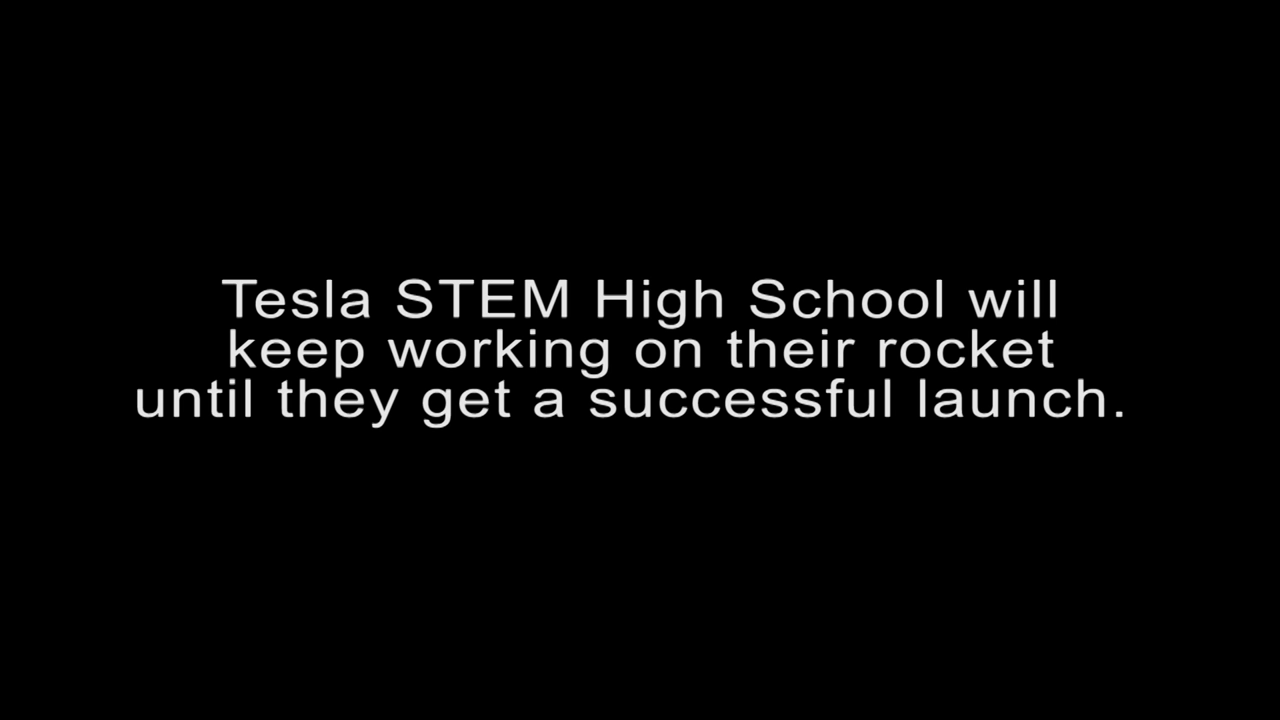 Tesla STEM High School will
keep working on their rocket
until they get a successful launch.